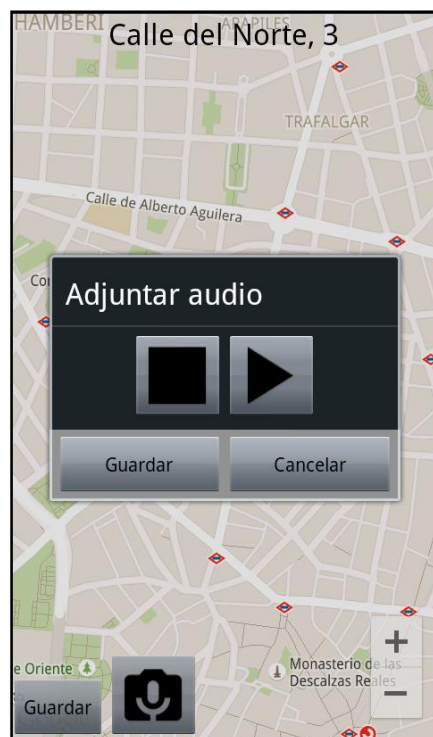 HAMBERÍ
ARAPILES
Calle del Norte, 3
TRAFALGAR
Calle de Alberto Aguilera
Adjuntar audio
Guardar
Cancelar
+
e Oriente
Monasterio de las
Descalzas Reales
−
Guardar